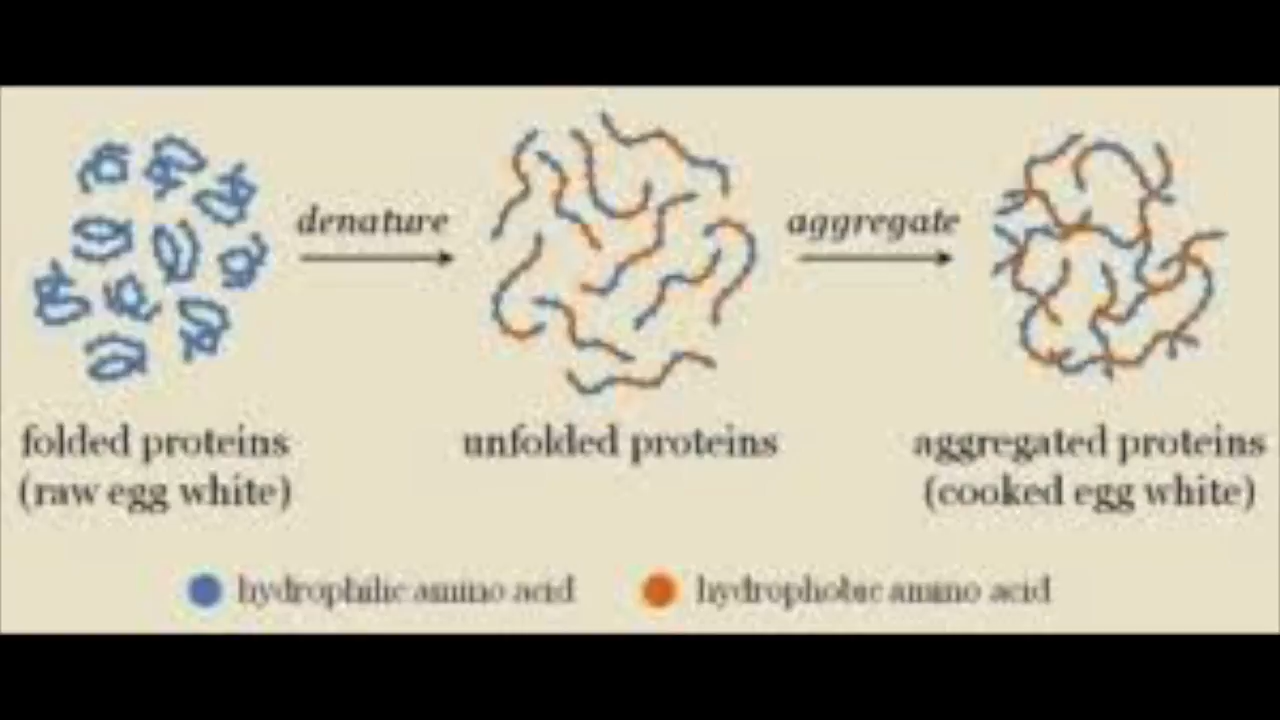 denature
aggregate
folded proteins
(raw egg white)
unfolded proteins
aggregated proteins
(cooked egg white)
hydrophilic amino acid
hydrophobic amino acid